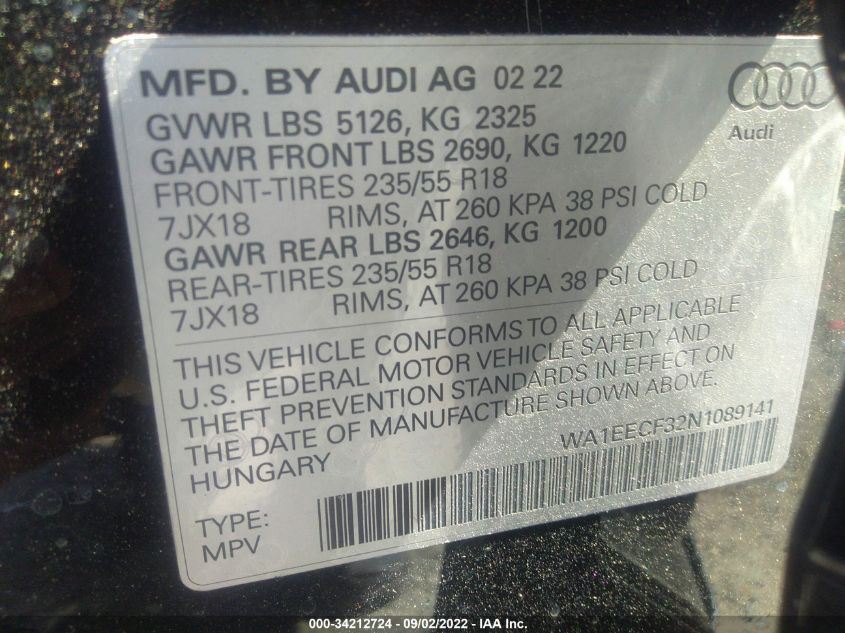 MFD. BY AUDI AG 02 22
Audi
GVWR LBS 5126, KG 2325
GAWR FRONT LBS 2690, KG 1220
FRONT-TIRES 235/55 R18
7JX18 RIMS, AT 260 KPA 38 PSI COLD
GAWR REAR LBS 2646, KG 1200
REAR-TIRES 235/55 R18
7JX18 RIMS, AT 260 KPA 38 PSI COLD
THIS VEHICLE CONFORMS TO ALL APPLICABLE
U.S. FEDERAL MOTOR VEHICLE SAFETY AND
THEFT PREVENTION STANDARDS IN EFFECT ON
THE DATE OF MANUFACTURE SHOWN ABOVE.
HUNGARY
WA1EECF32N1089141
TYPE:
MPV
000-34212724 - 09/02/2022 - IAA Inc.